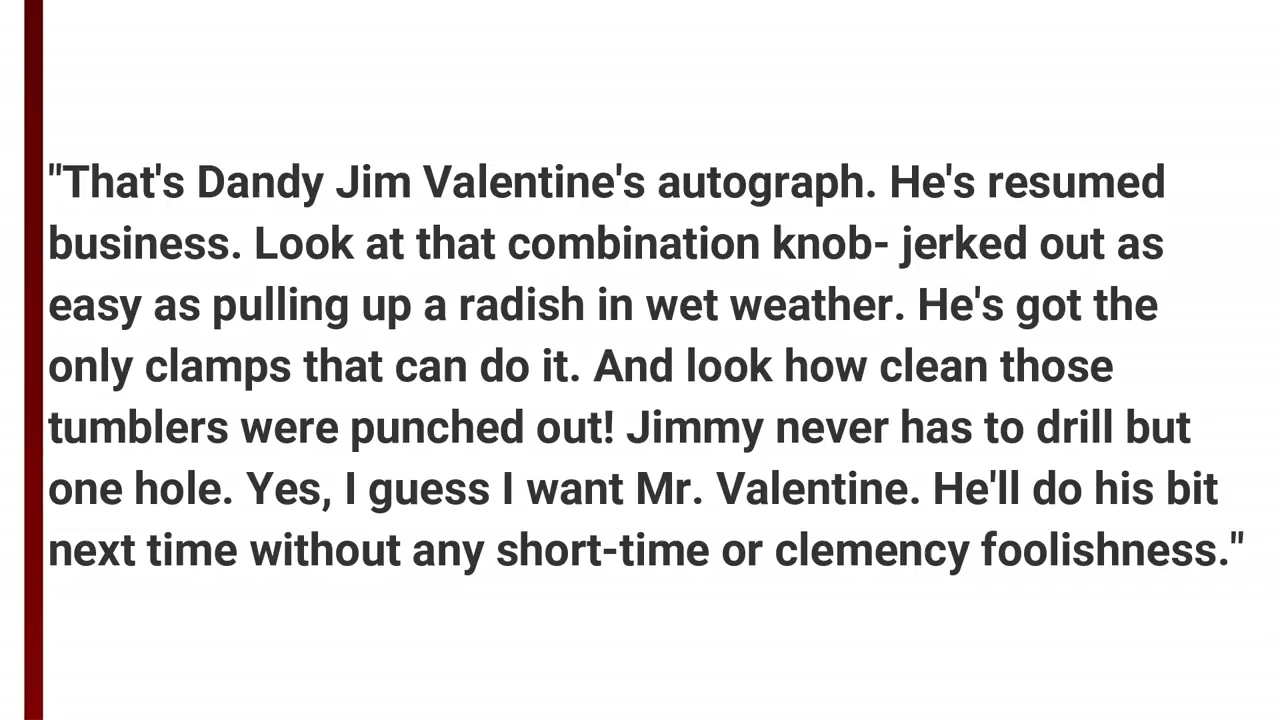 "That's Dandy Jim Valentine's autograph. He's resumed
business. Look at that combination knob- jerked out as
easy as pulling up a radish in wet weather. He's got the
only clamps that can do it. And look how clean those
tumblers were punched out! Jimmy never has to drill but
one hole. Yes, I guess I want Mr. Valentine. He'll do his bit
next time without any short-time or clemency foolishness."